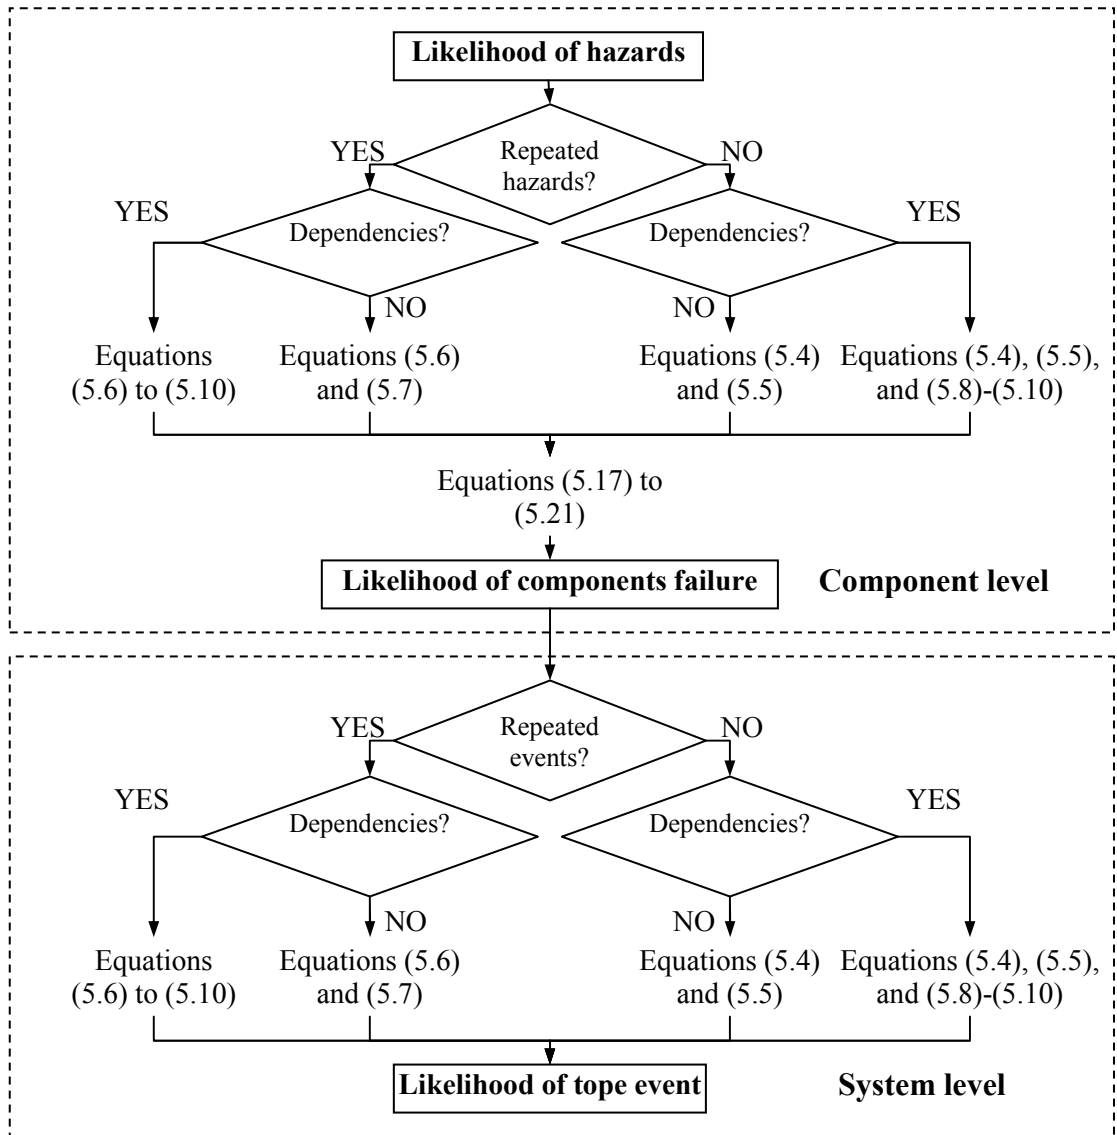 Likelihood of hazards
YES
Repeated
hazards?
NO
YES
Dependencies?
Dependencies?
YES
NO
NO
Equations
(5.6) to (5.10)
Equations (5.6)
and (5.7)
Equations (5.4)
and (5.5)
Equations (5.4), (5.5),
and (5.8)-(5.10)
Equations (5.17) to
(5.21)
Likelihood of components failure
Component level
YES
Repeated
events?
NO
YES
Dependencies?
Dependencies?
YES
NO
NO
Equations
(5.6) to (5.10)
Equations (5.6)
and (5.7)
Equations (5.4)
and (5.5)
Equations (5.4), (5.5),
and (5.8)-(5.10)
Likelihood of tope event
System level